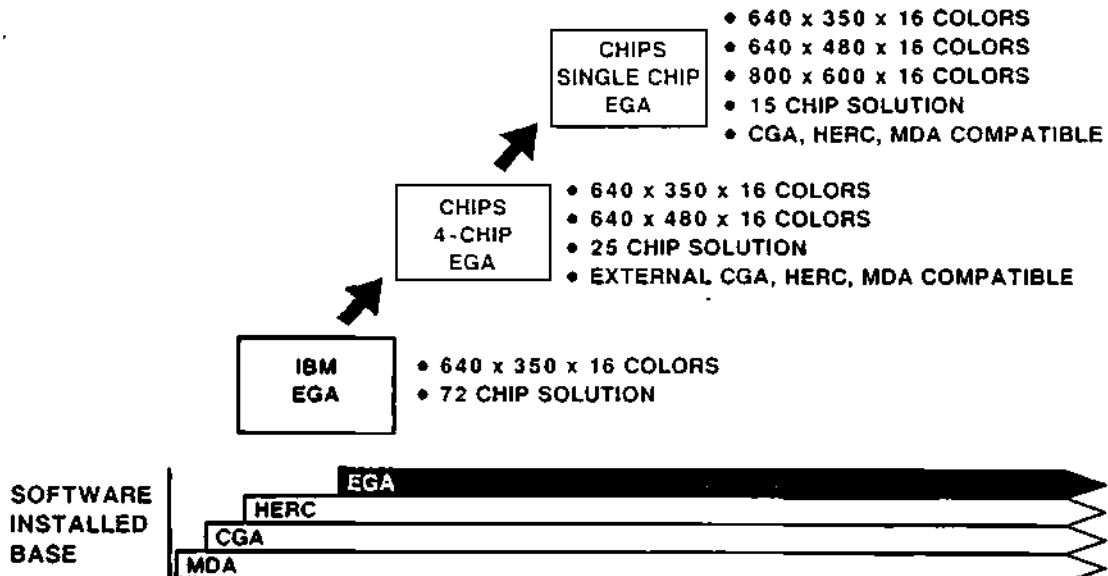 CHIPS
SINGLE CHIP
EGA
• 640 x 350 x 16 COLORS
• 640 x 480 x 16 COLORS
• 800 x 600 x 16 COLORS
• 15 CHIP SOLUTION
• CGA, HERC, MDA COMPATIBLE
CHIPS
4-CHIP
EGA
• 640 x 350 x 16 COLORS
• 640 x 480 x 16 COLORS
• 25 CHIP SOLUTION
• EXTERNAL CGA, HERC, MDA COMPATIBLE
IBM
EGA
• 640 x 350 x 16 COLORS
• 72 CHIP SOLUTION
SOFTWARE
INSTALLED
BASE
EGA
HERC
CGA
MDA